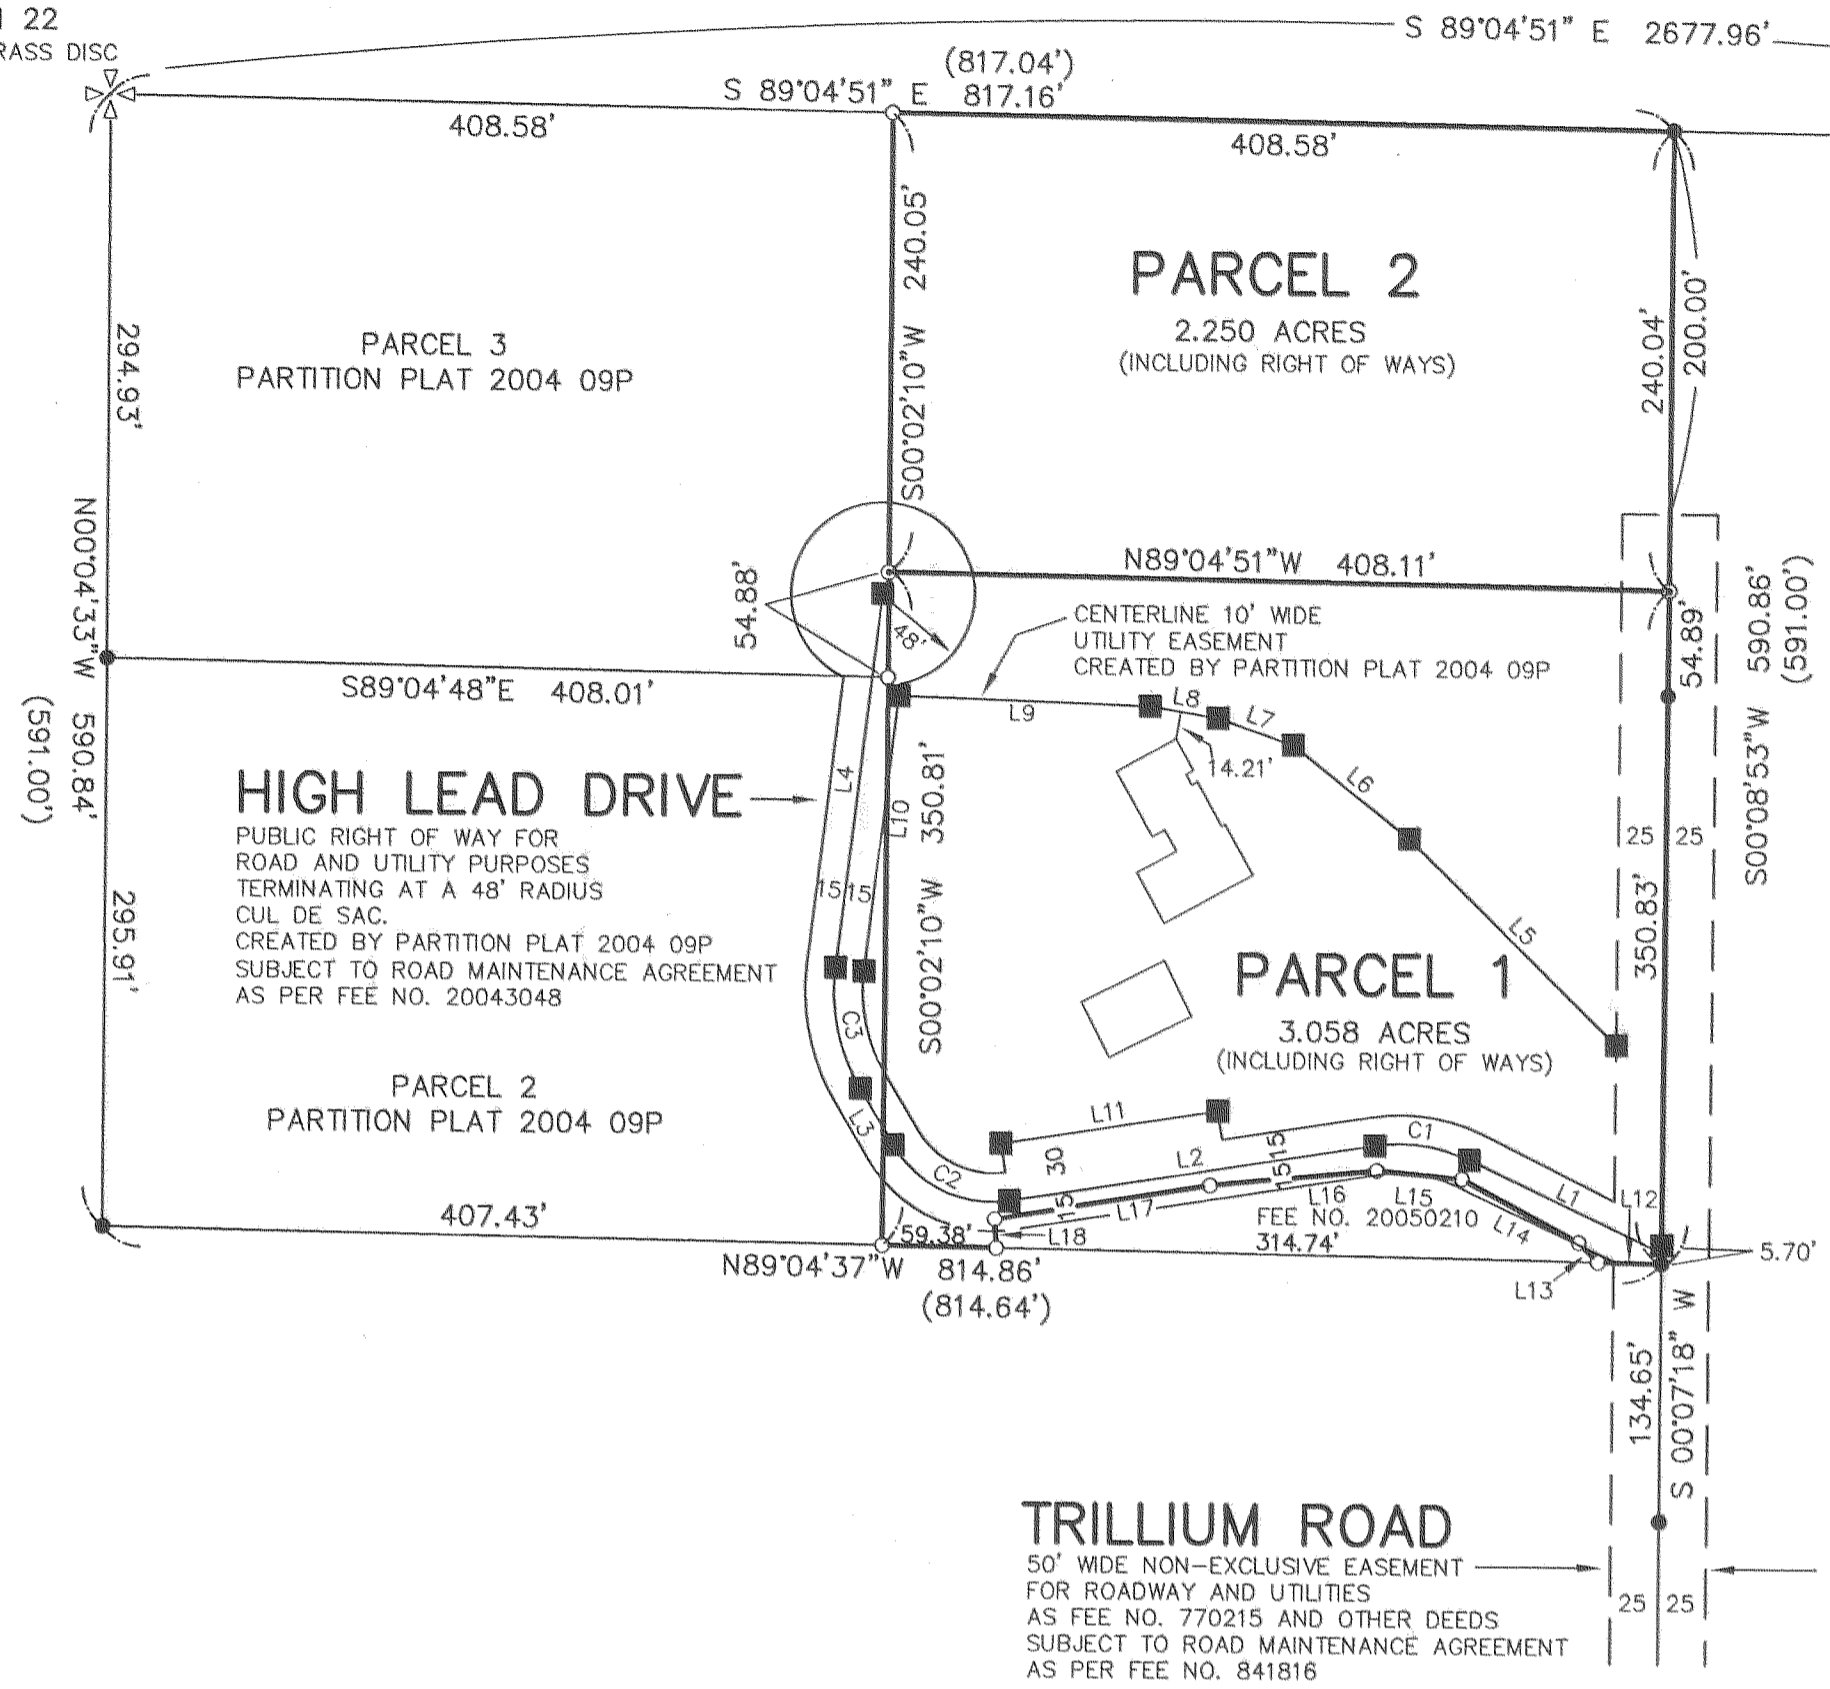 22
RASS DISC
S 89°04'51" E 2677.96'
(817.04')
S 89°04'51" E 817.16'
408.58'
408.58'
240.05'
S00°02'10"W
PARCEL 2
2.250 ACRES
(INCLUDING RIGHT OF WAYS)
240.04'
200.00'
PARCEL 3
PARTITION PLAT 2004 09P
294.93'
N00°04'33"W 590.84'
(591.00')
N89°04'51"W 408.11'
54.88'
48'
CENTERLINE 10' WIDE
UTILITY EASEMENT
CREATED BY PARTITION PLAT 2004 09P
54.89'
S00°08'53"W 590.86'
(591.00')
S89°04'48"E 408.01'
L9
L8
L7
14.21'
L6
L5
HIGH LEAD DRIVE
PUBLIC RIGHT OF WAY FOR
ROAD AND UTILITY PURPOSES
TERMINATING AT A 48' RADIUS
CUL DE SAC.
CREATED BY PARTITION PLAT 2004 09P
SUBJECT TO ROAD MAINTENANCE AGREEMENT
AS PER FEE NO. 20043048
L4
L10
350.81'
S00°02'10"W
15
15
25
25
350.83'
295.91'
PARCEL 1
3.058 ACRES
(INCLUDING RIGHT OF WAYS)
C3
PARCEL 2
PARTITION PLAT 2004 09P
L3
C2
L11
30
L2
15
15
15
C1
L1
L12
L16
L15
L17
L14
FEE NO. 20050210
314.74'
407.43'
59.38'
L18
N89°04'37"W 814.86'
(814.64')
L13
5.70'
134.65'
S 00°07'18" W
TRILLIUM ROAD
50' WIDE NON-EXCLUSIVE EASEMENT
FOR ROADWAY AND UTILITIES
AS FEE NO. 770215 AND OTHER DEEDS
SUBJECT TO ROAD MAINTENANCE AGREEMENT
AS PER FEE NO. 841816
25
25